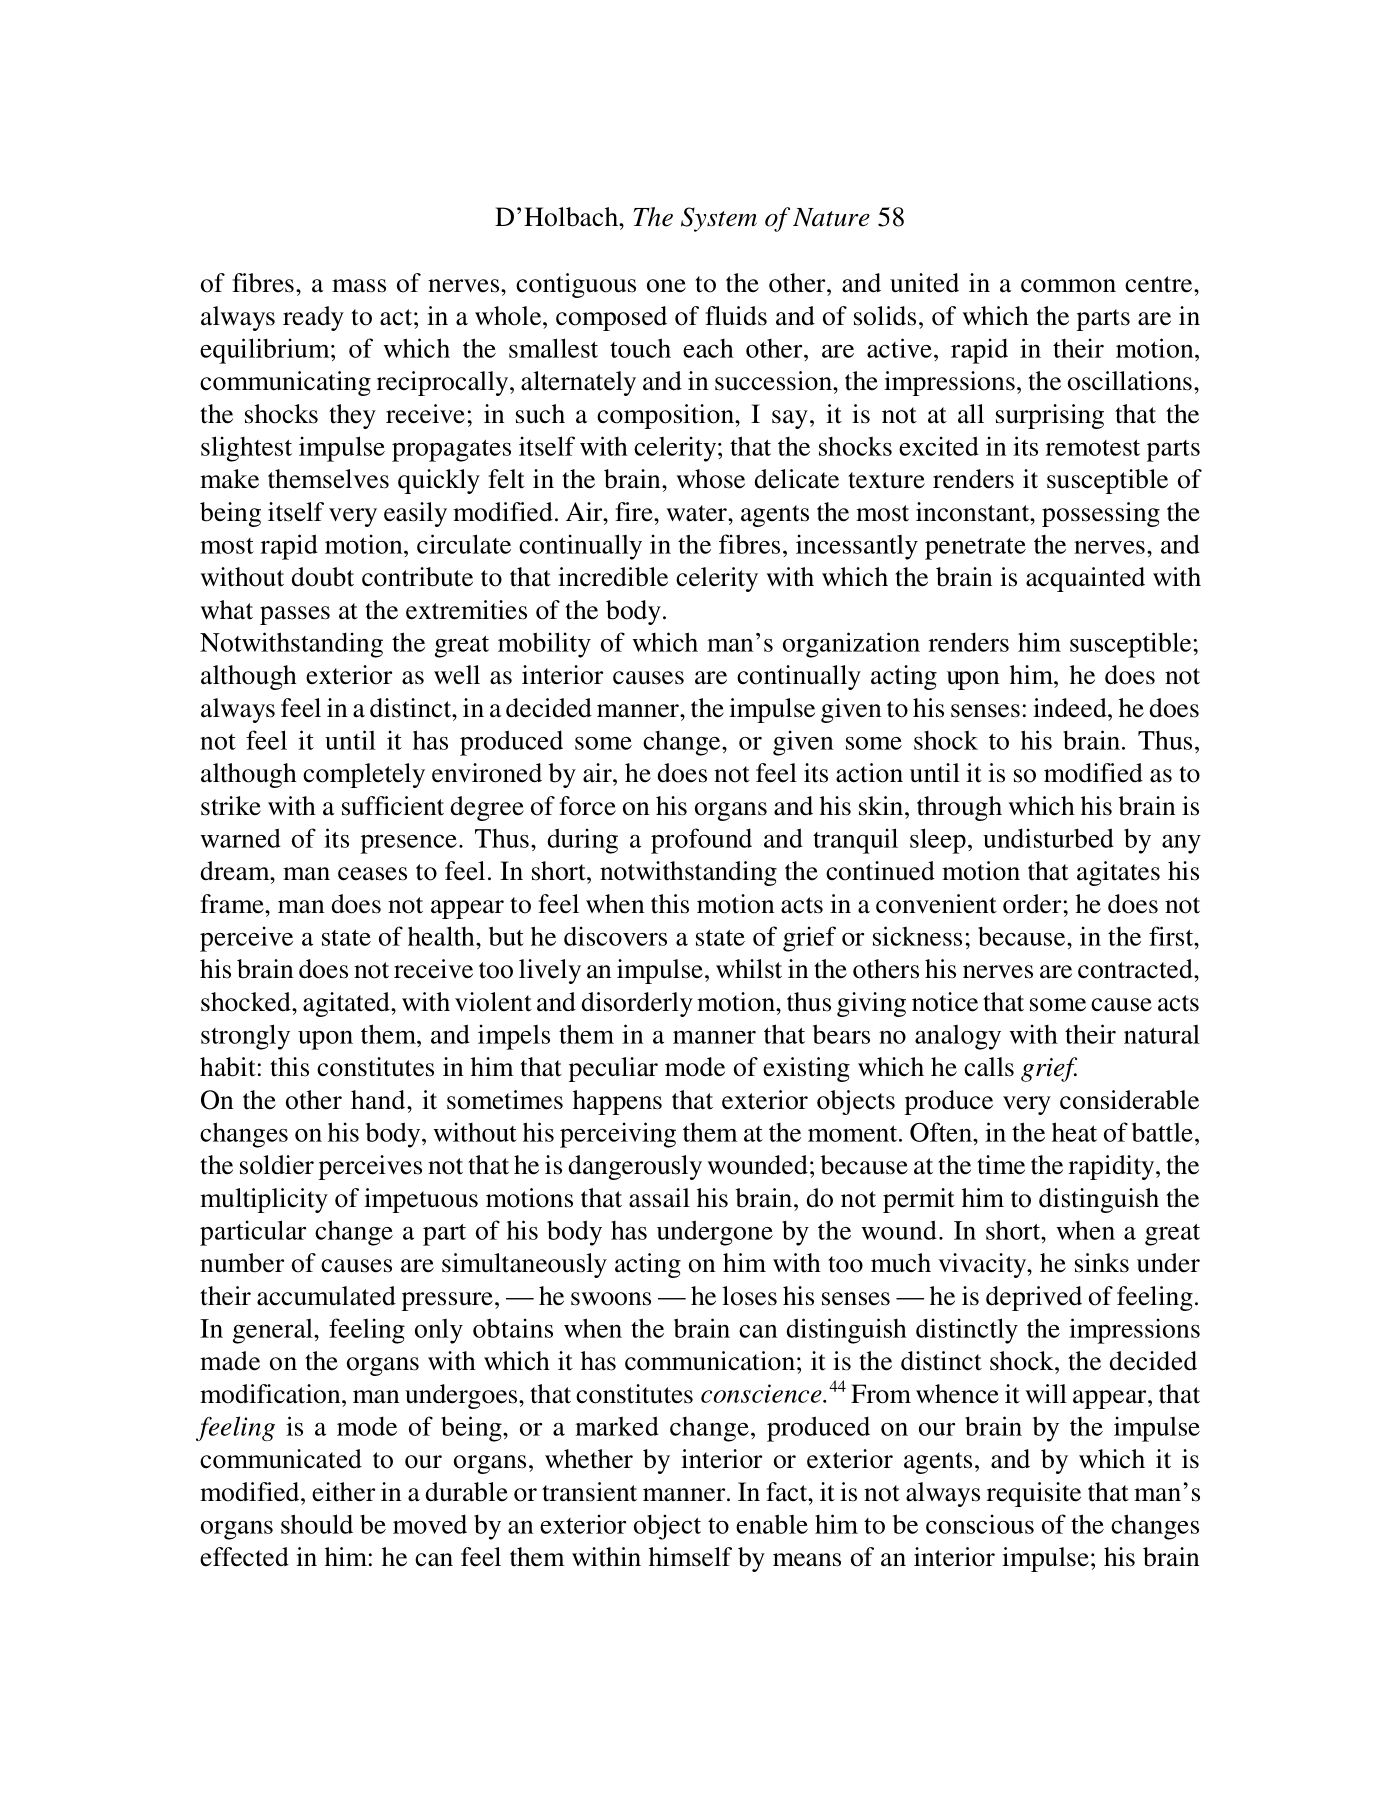 D’Holbach, The System of Nature 58
of fibres, a mass of nerves, contiguous one to the other, and united in a common centre,
always ready to act; in a whole, composed of fluids and of solids, of which the parts are in
equilibrium; of which the smallest touch each other, are active, rapid in their motion,
communicating reciprocally, alternately and in succession, the impressions, the oscillations,
the shocks they receive; in such a composition, I say, it is not at all surprising that the
slightest impulse propagates itself with celerity; that the shocks excited in its remotest parts
make themselves quickly felt in the brain, whose delicate texture renders it susceptible of
being itself very easily modified. Air, fire, water, agents the most inconstant, possessing the
most rapid motion, circulate continually in the fibres, incessantly penetrate the nerves, and
without doubt contribute to that incredible celerity with which the brain is acquainted with
what passes at the extremities of the body.
Notwithstanding the great mobility of which man’s organization renders him susceptible;
although exterior as well as interior causes are continually acting upon him, he does not
always feel in a distinct, in a decided manner, the impulse given to his senses: indeed, he does
not feel it until it has produced some change, or given some shock to his brain. Thus,
although completely environed by air, he does not feel its action until it is so modified as to
strike with a sufficient degree of force on his organs and his skin, through which his brain is
warned of its presence. Thus, during a profound and tranquil sleep, undisturbed by any
dream, man ceases to feel. In short, notwithstanding the continued motion that agitates his
frame, man does not appear to feel when this motion acts in a convenient order; he does not
perceive a state of health, but he discovers a state of grief or sickness; because, in the first,
his brain does not receive too lively an impulse, whilst in the others his nerves are contracted,
shocked, agitated, with violent and disorderly motion, thus giving notice that some cause acts
strongly upon them, and impels them in a manner that bears no analogy with their natural
habit: this constitutes in him that peculiar mode of existing which he calls grief.
On the other hand, it sometimes happens that exterior objects produce very considerable
changes on his body, without his perceiving them at the moment. Often, in the heat of battle,
the soldier perceives not that he is dangerously wounded; because at the time the rapidity, the
multiplicity of impetuous motions that assail his brain, do not permit him to distinguish the
particular change a part of his body has undergone by the wound. In short, when a great
number of causes are simultaneously acting on him with too much vivacity, he sinks under
their accumulated pressure, — he swoons — he loses his senses — he is deprived of feeling.
In general, feeling only obtains when the brain can distinguish distinctly the impressions
made on the organs with which it has communication; it is the distinct shock, the decided
modification, man undergoes, that constitutes conscience.44 From whence it will appear, that
feeling is a mode of being, or a marked change, produced on our brain by the impulse
communicated to our organs, whether by interior or exterior agents, and by which it is
modified, either in a durable or transient manner. In fact, it is not always requisite that man’s
organs should be moved by an exterior object to enable him to be conscious of the changes
effected in him: he can feel them within himself by means of an interior impulse; his brain